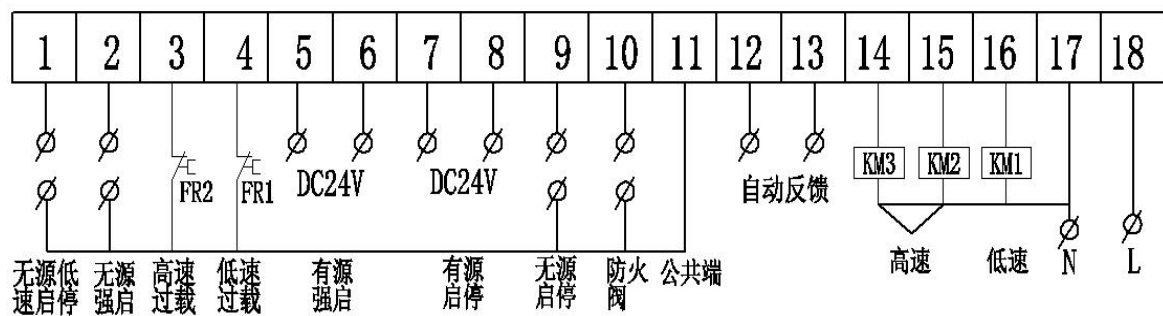 1 2 3 4 5 6 7 8 9 10 11 12 13 14 15 16 17 18
KM3 KM2 KM1
FR2 FR1 DC24V DC24V 自动反馈
高速 低速 N L
无源低 无源 高速 低速 有源 有源 无源 防火 公共端
速启停 强启 过载 过载 强启 启停 启停 阀